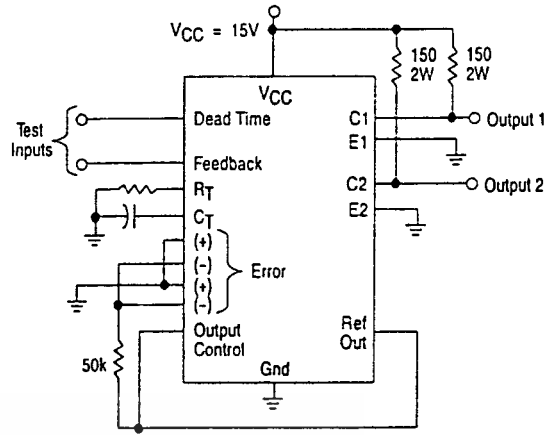 VCC = 15V
150
2W
150
2W
VCC
Test
Inputs
Dead Time
Feedback
RT
CT
(+)
(−)
(+)
(−)
Error
Output
Control
50k
Gnd
C1
E1
C2
E2
Ref
Out
Output 1
Output 2